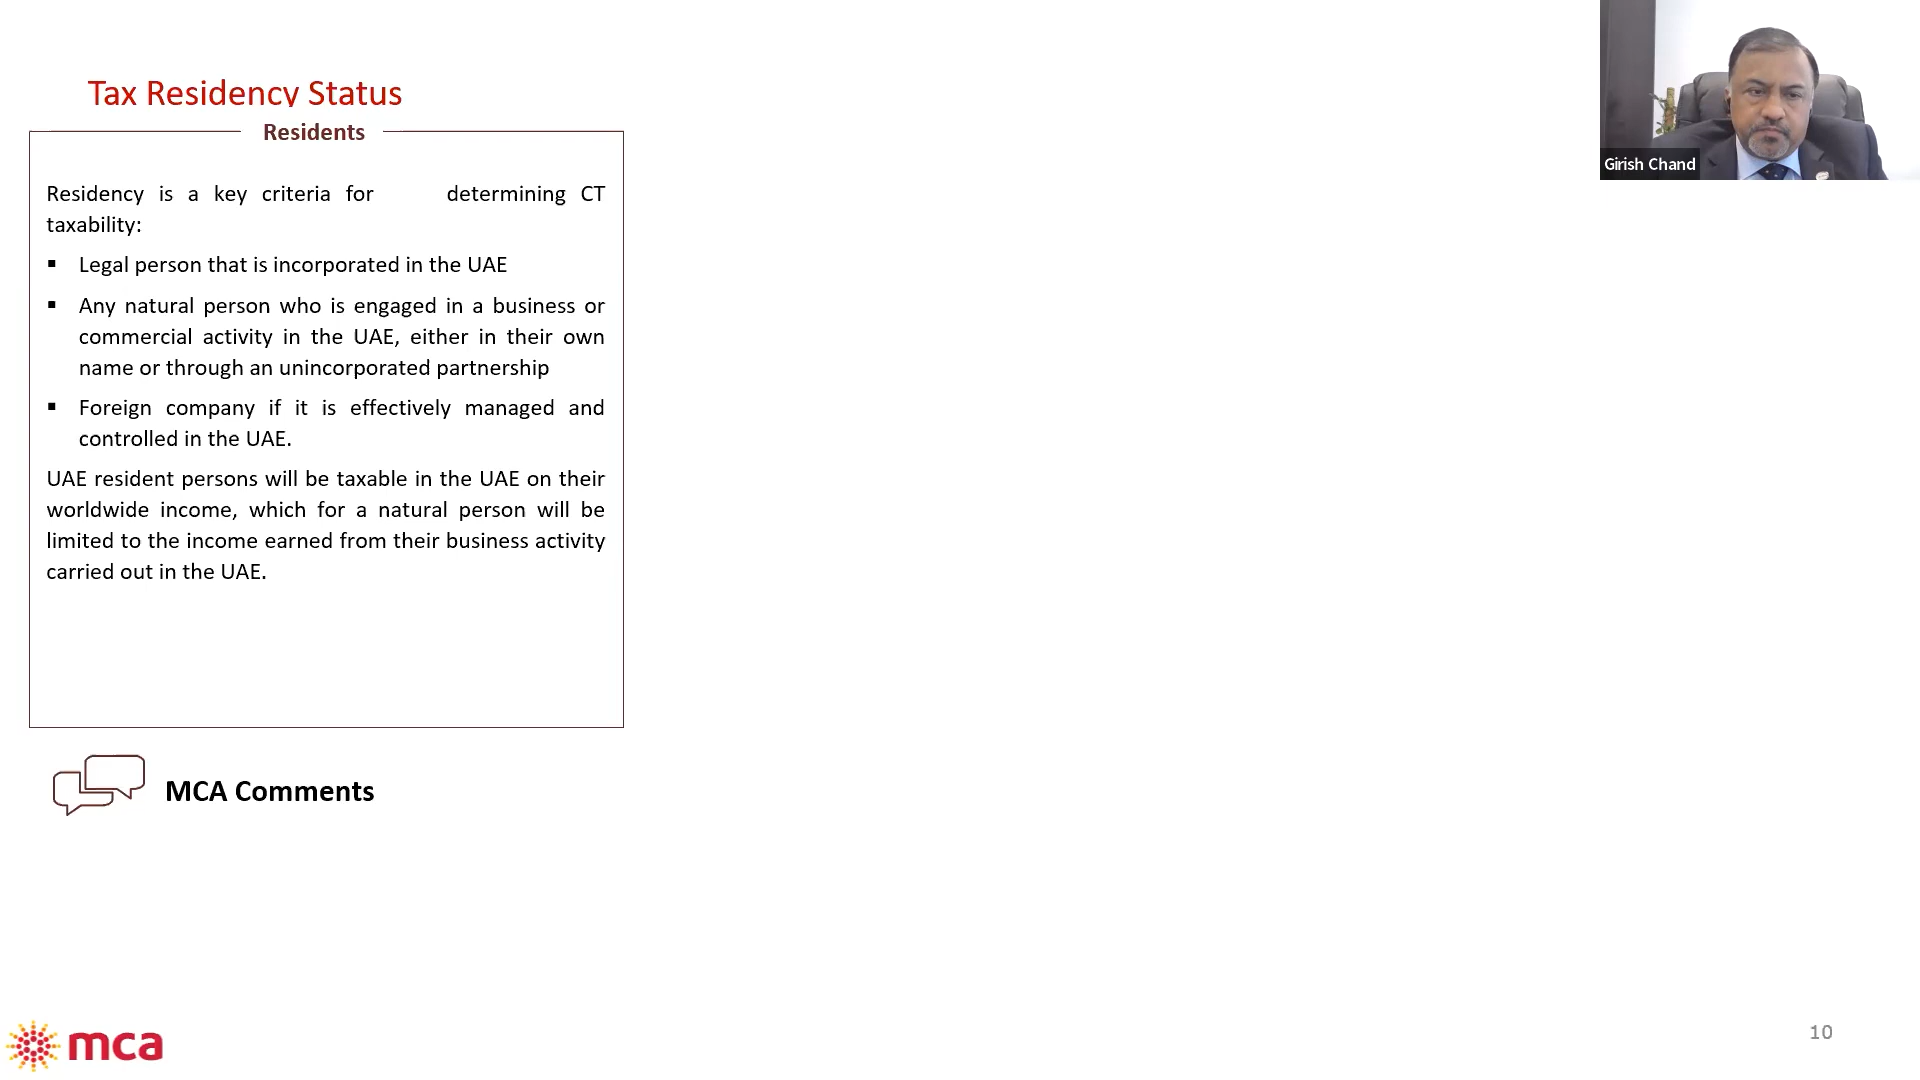 Tax Residency Status
Girish Chand
Residents
Residency is a key criteria for determining CT
taxability:
▪ Legal person that is incorporated in the UAE
▪ Any natural person who is engaged in a business or
commercial activity in the UAE, either in their own
name or through an unincorporated partnership
▪ Foreign company if it is effectively managed and
controlled in the UAE.
UAE resident persons will be taxable in the UAE on their
worldwide income, which for a natural person will be
limited to the income earned from their business activity
carried out in the UAE.
MCA Comments
mca
10